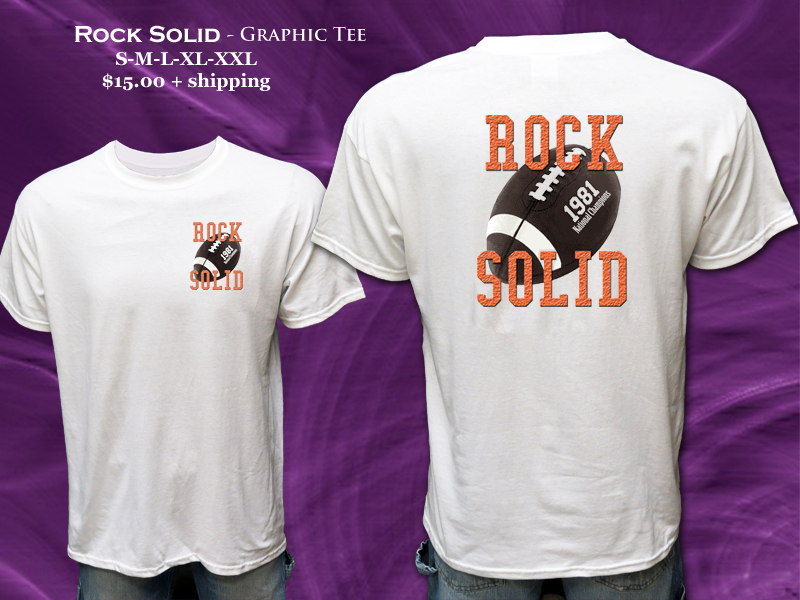 Rock Solid - Graphic Tee
S-M-L-XL-XXL
$15.00 + shipping
ROCK
1981
SOLID
ROCK
1981
National Champions
SOLID